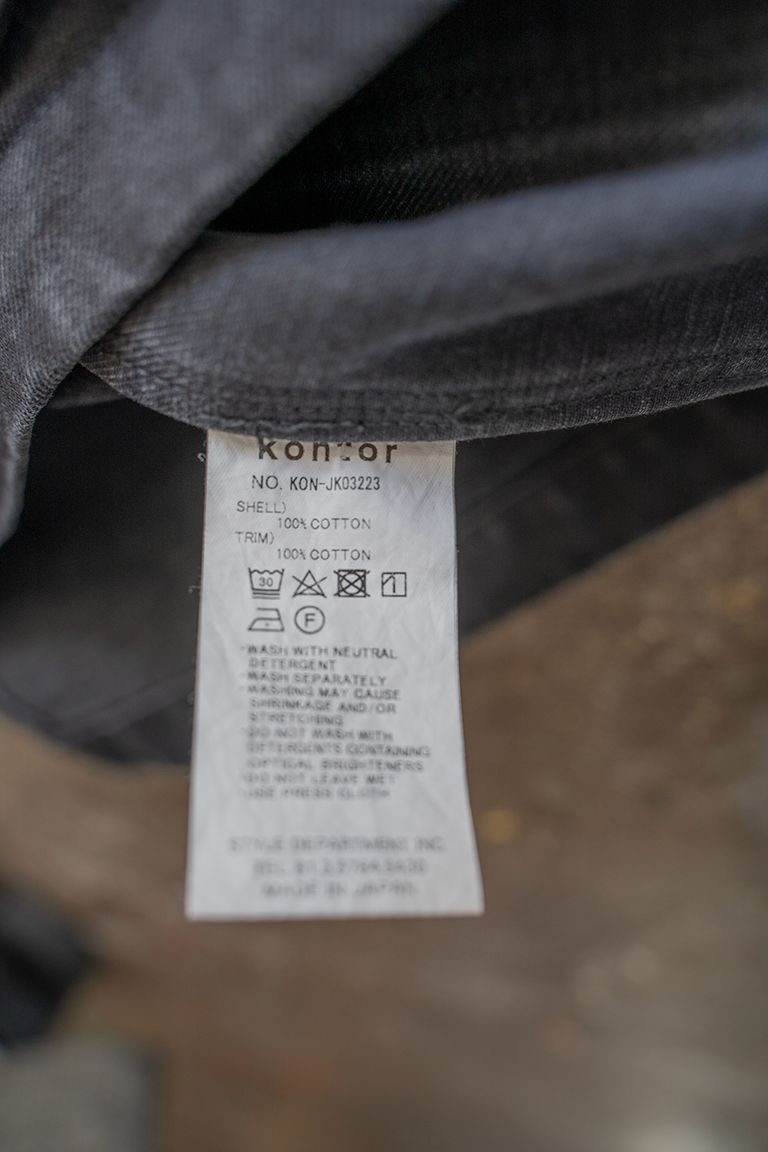 kontor
NO. KON-JK03223
SHELL)
100% COTTON
TRIM)
100% COTTON
30
F
·WASH WITH NEUTRAL
DETERGENT
·WASH SEPARATELY
·WASHING MAY CAUSE
SHRINKAGE AND/OR
STRETCHING
·DO NOT WASH WITH
DETERGENTS CONTAINING
OPTICAL BRIGHTENERS
·DO NOT LEAVE WET
·USE PRESS CLOTH
STYLE DEPARTMENT INC.
MADE IN JAPAN